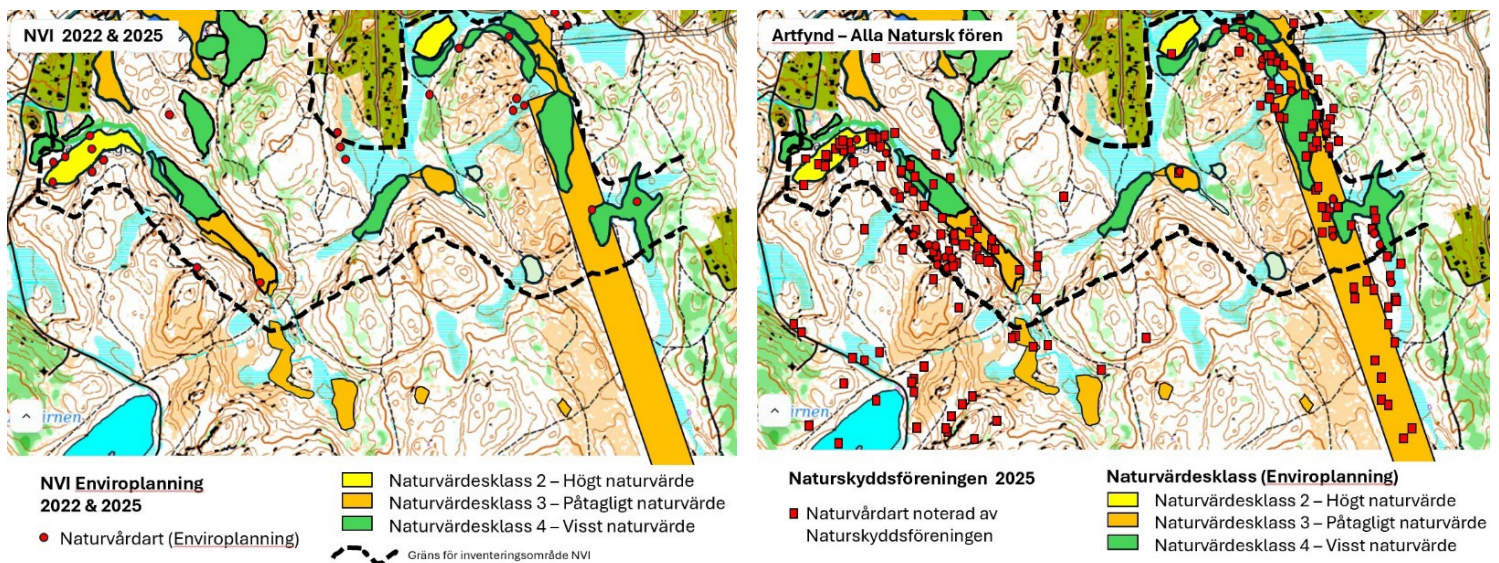 NVI 2022 & 2025
irnen
NVI Enviroplanning
2022 & 2025
Naturvårdart (Enviroplanning)
Naturvärdesklass 2 – Högt naturvärde
Naturvärdesklass 3 – Påtagligt naturvärde
Naturvärdesklass 4 – Visst naturvärde
Gräns för inventeringsområde NVI
Artfynd – Alla Natursk fören
irnen
Naturskyddsföreningen 2025
Naturvårdart noterad av
Naturskyddsföreningen
Naturvärdesklass (Enviroplanning)
Naturvärdesklass 2 – Högt naturvärde
Naturvärdesklass 3 – Påtagligt naturvärde
Naturvärdesklass 4 – Visst naturvärde